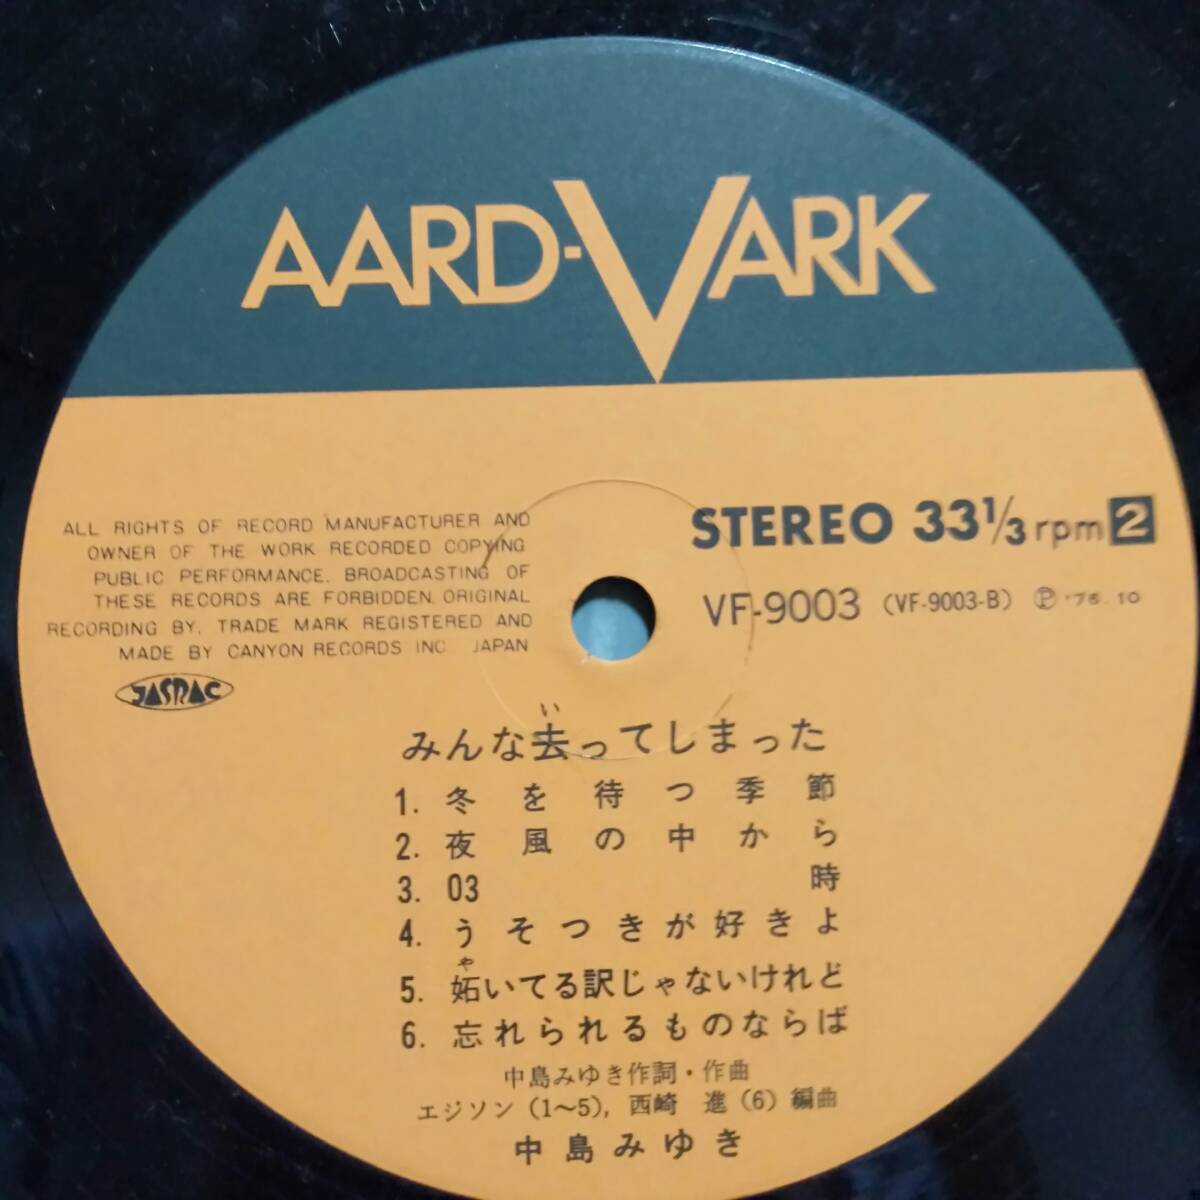 AARD-VARK
ALL RIGHTS OF RECORD MANUFACTURER AND
OWNER OF THE WORK RECORDED COPYING
PUBLIC PERFORMANCE. BROADCASTING OF
THESE RECORDS ARE FORBIDDEN. ORIGINAL
RECORDING BY, TRADE MARK REGISTERED AND
MADE BY CANYON RECORDS INC. JAPAN
JASRAC
STEREO 33 1/3 rpm 2
VF-9003 (VF-9003-B) Ⓟ '76.10
い
みんな去ってしまった
1. 冬を待つ季節
2. 夜風の中から
3. 03時
4. うそつきが好きよ
や
5. 妬いてる訳じゃないけれど
6. 忘れられるものならば
中島みゆき作詞・作曲
エジソン (1〜5), 西崎 進 (6) 編曲
中島みゆき